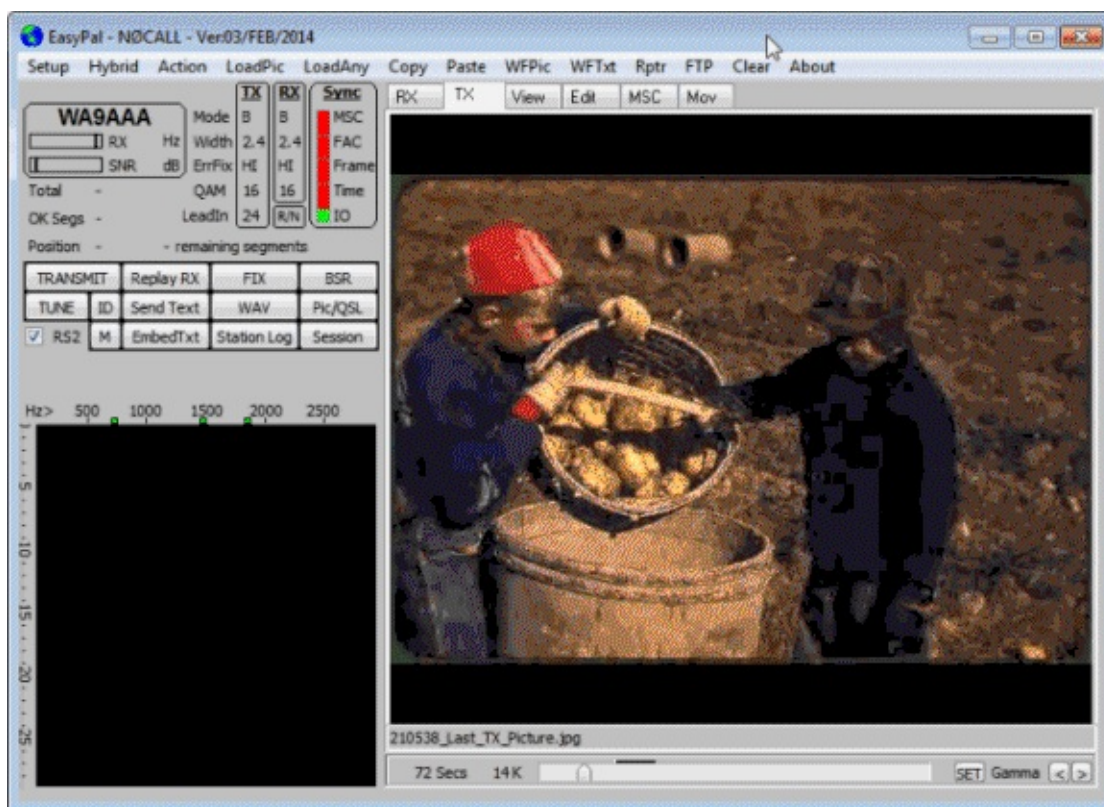 EasyPal - NØCALL - Ver:03/FEB/2014
Setup Hybrid Action LoadPic LoadAny Copy Paste WFPic WFTxt Rptr FTP Clear About
RX TX View Edit MSC Mov
TX RX Sync
WA9AAA
Mode B B MSC
RX Hz Width 2.4 2.4 FAC
SNR dB ErrFix HI HI Frame
Total - QAM 16 16 Time
OK Segs - LeadIn 24 R/N IO
Position - - remaining segments
TRANSMIT Replay RX FIX BSR
TUNE ID Send Text WAV Pic/QSL
RS2 M EmbedTxt Station Log Session
Hz> 500 1000 1500 2000 2500
5
10
15
20
25
210538_Last_TX_Picture.jpg
72 Secs 14K SET Gamma < >